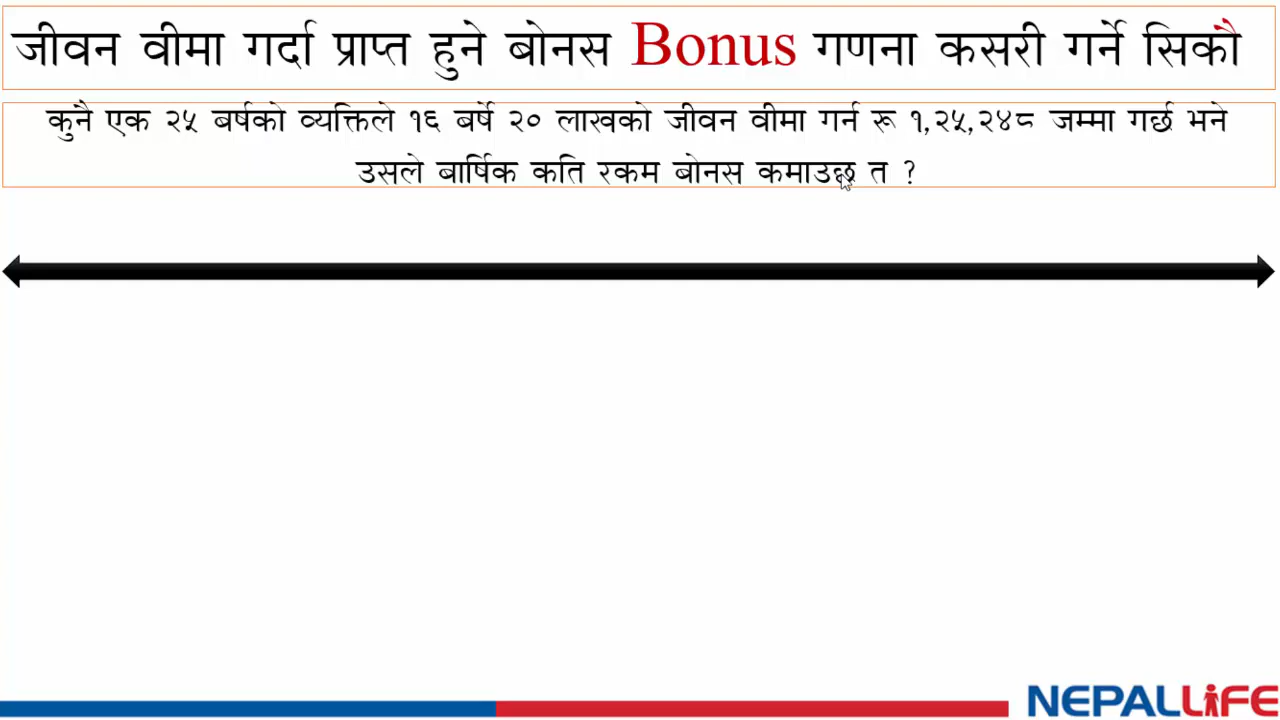 जीवन वीमा गर्दा प्राप्त हुने बोनस Bonus गणना कसरी गर्ने सिकौ
कुनै एक २५ बर्षको व्यक्तिले १६ बर्षे २० लाखको जीवन वीमा गर्न रू १,२५,२४८ जम्मा गर्छ भने
उसले बार्षिक कति रकम बोनस कमाउछ त ?
NEPALLIFE